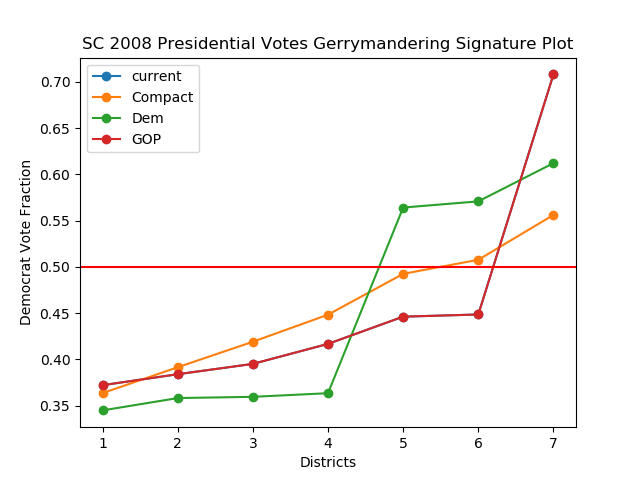 SC 2008 Presidential Votes Gerrymandering Signature Plot
current
Compact
Dem
GOP
0.70
0.65
0.60
0.55
0.50
0.45
0.40
0.35
Democrat Vote Fraction
1 2 3 4 5 6 7
Districts